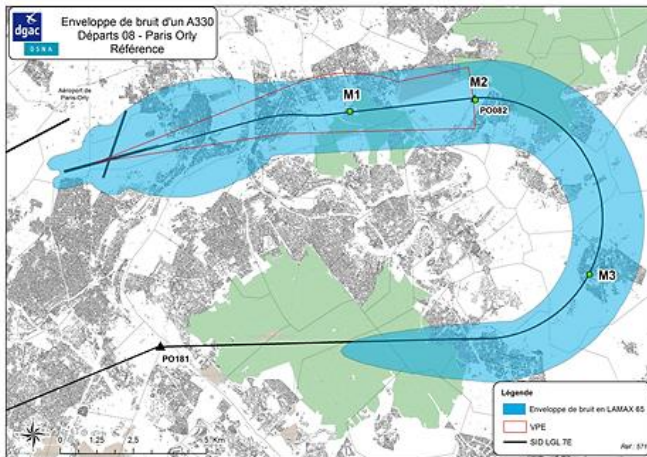 dgac
DSNA
Enveloppe de bruit d'un A330
Départs 08 - Paris Orly
Référence
Aéroport de
Paris-Orly
M1
M2
PO082
M3
PO181
0 1,25 2,5 5 Km
Légende
Enveloppe de bruit en LAMAX 65
VPE
SID LGL 7E
Réf : 571